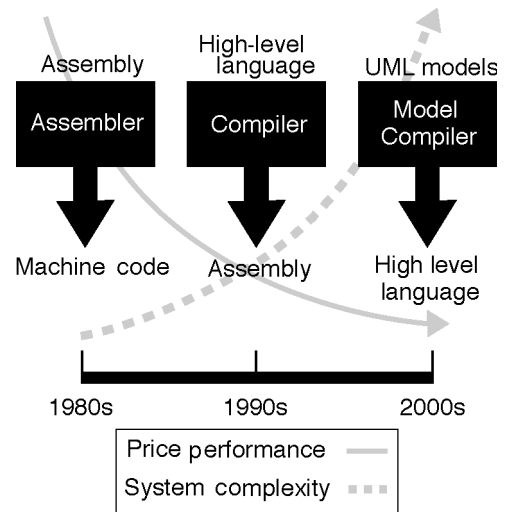 Assembly
High-level
language
UML models
Assembler
Compiler
Model
Compiler
Machine code
Assembly
High level
language
1980s
1990s
2000s
Price performance
System complexity